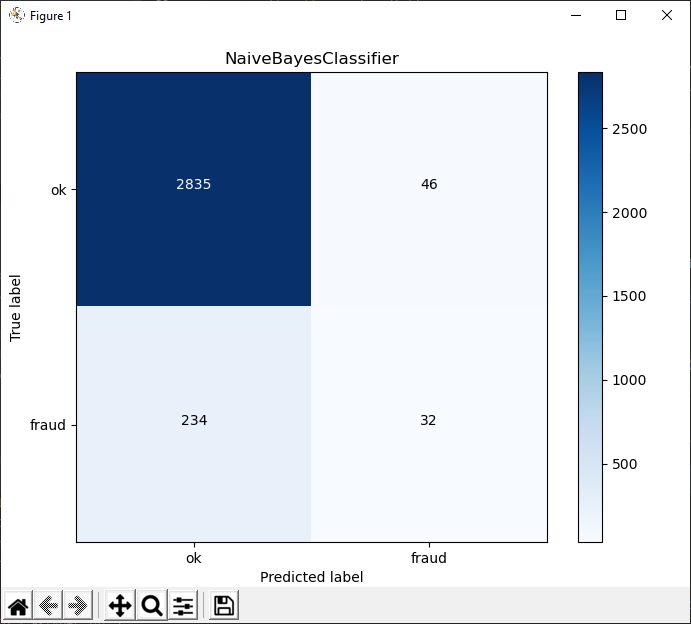 Figure 1
NaiveBayesClassifier
ok
2835
46
fraud
234
32
ok
fraud
True label
Predicted label
2500
2000
1500
1000
500